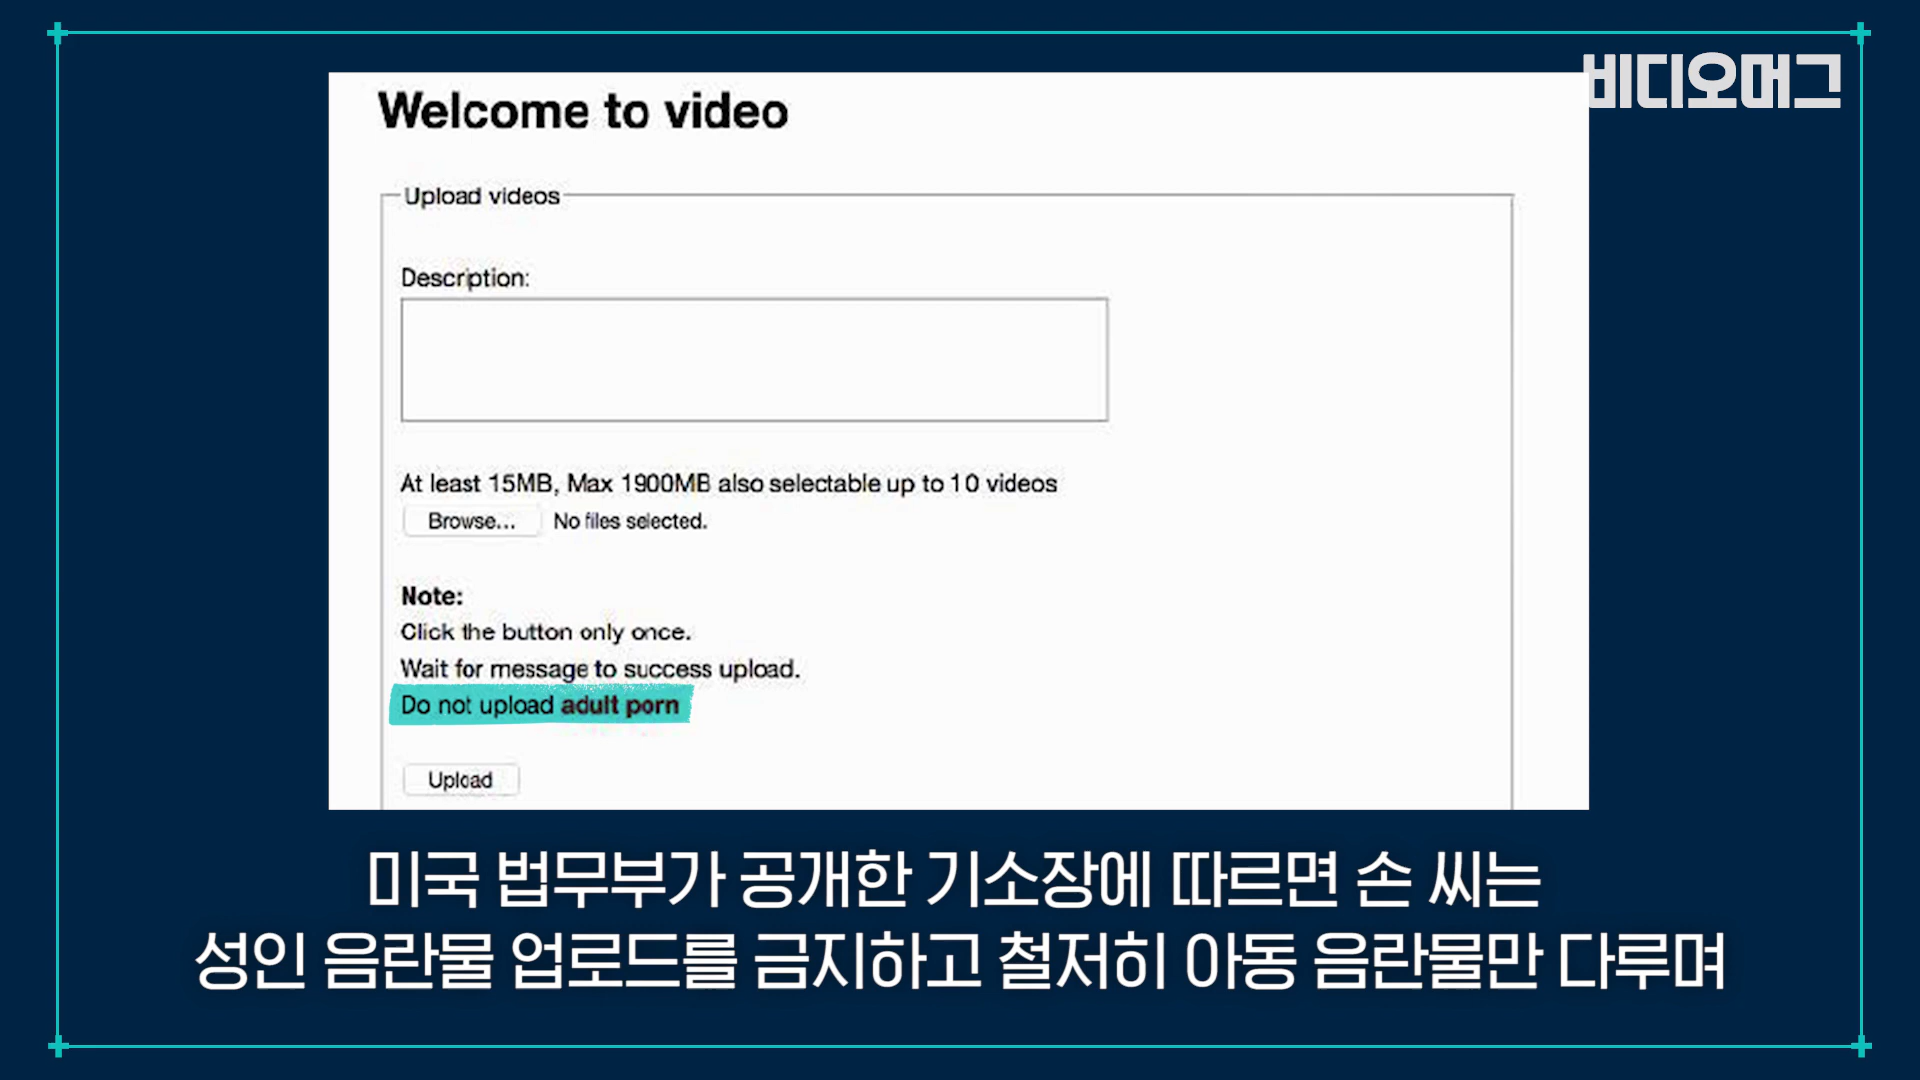 비디오머그
Welcome to video
Upload videos
Description:
At least 15MB, Max 1900MB also selectable up to 10 videos
Browse... No files selected.
Note:
Click the button only once.
Wait for message to success upload.
Do not upload adult porn
Upload
미국 법무부가 공개한 기소장에 따르면 손 씨는
성인 음란물 업로드를 금지하고 철저히 아동 음란물만 다루며